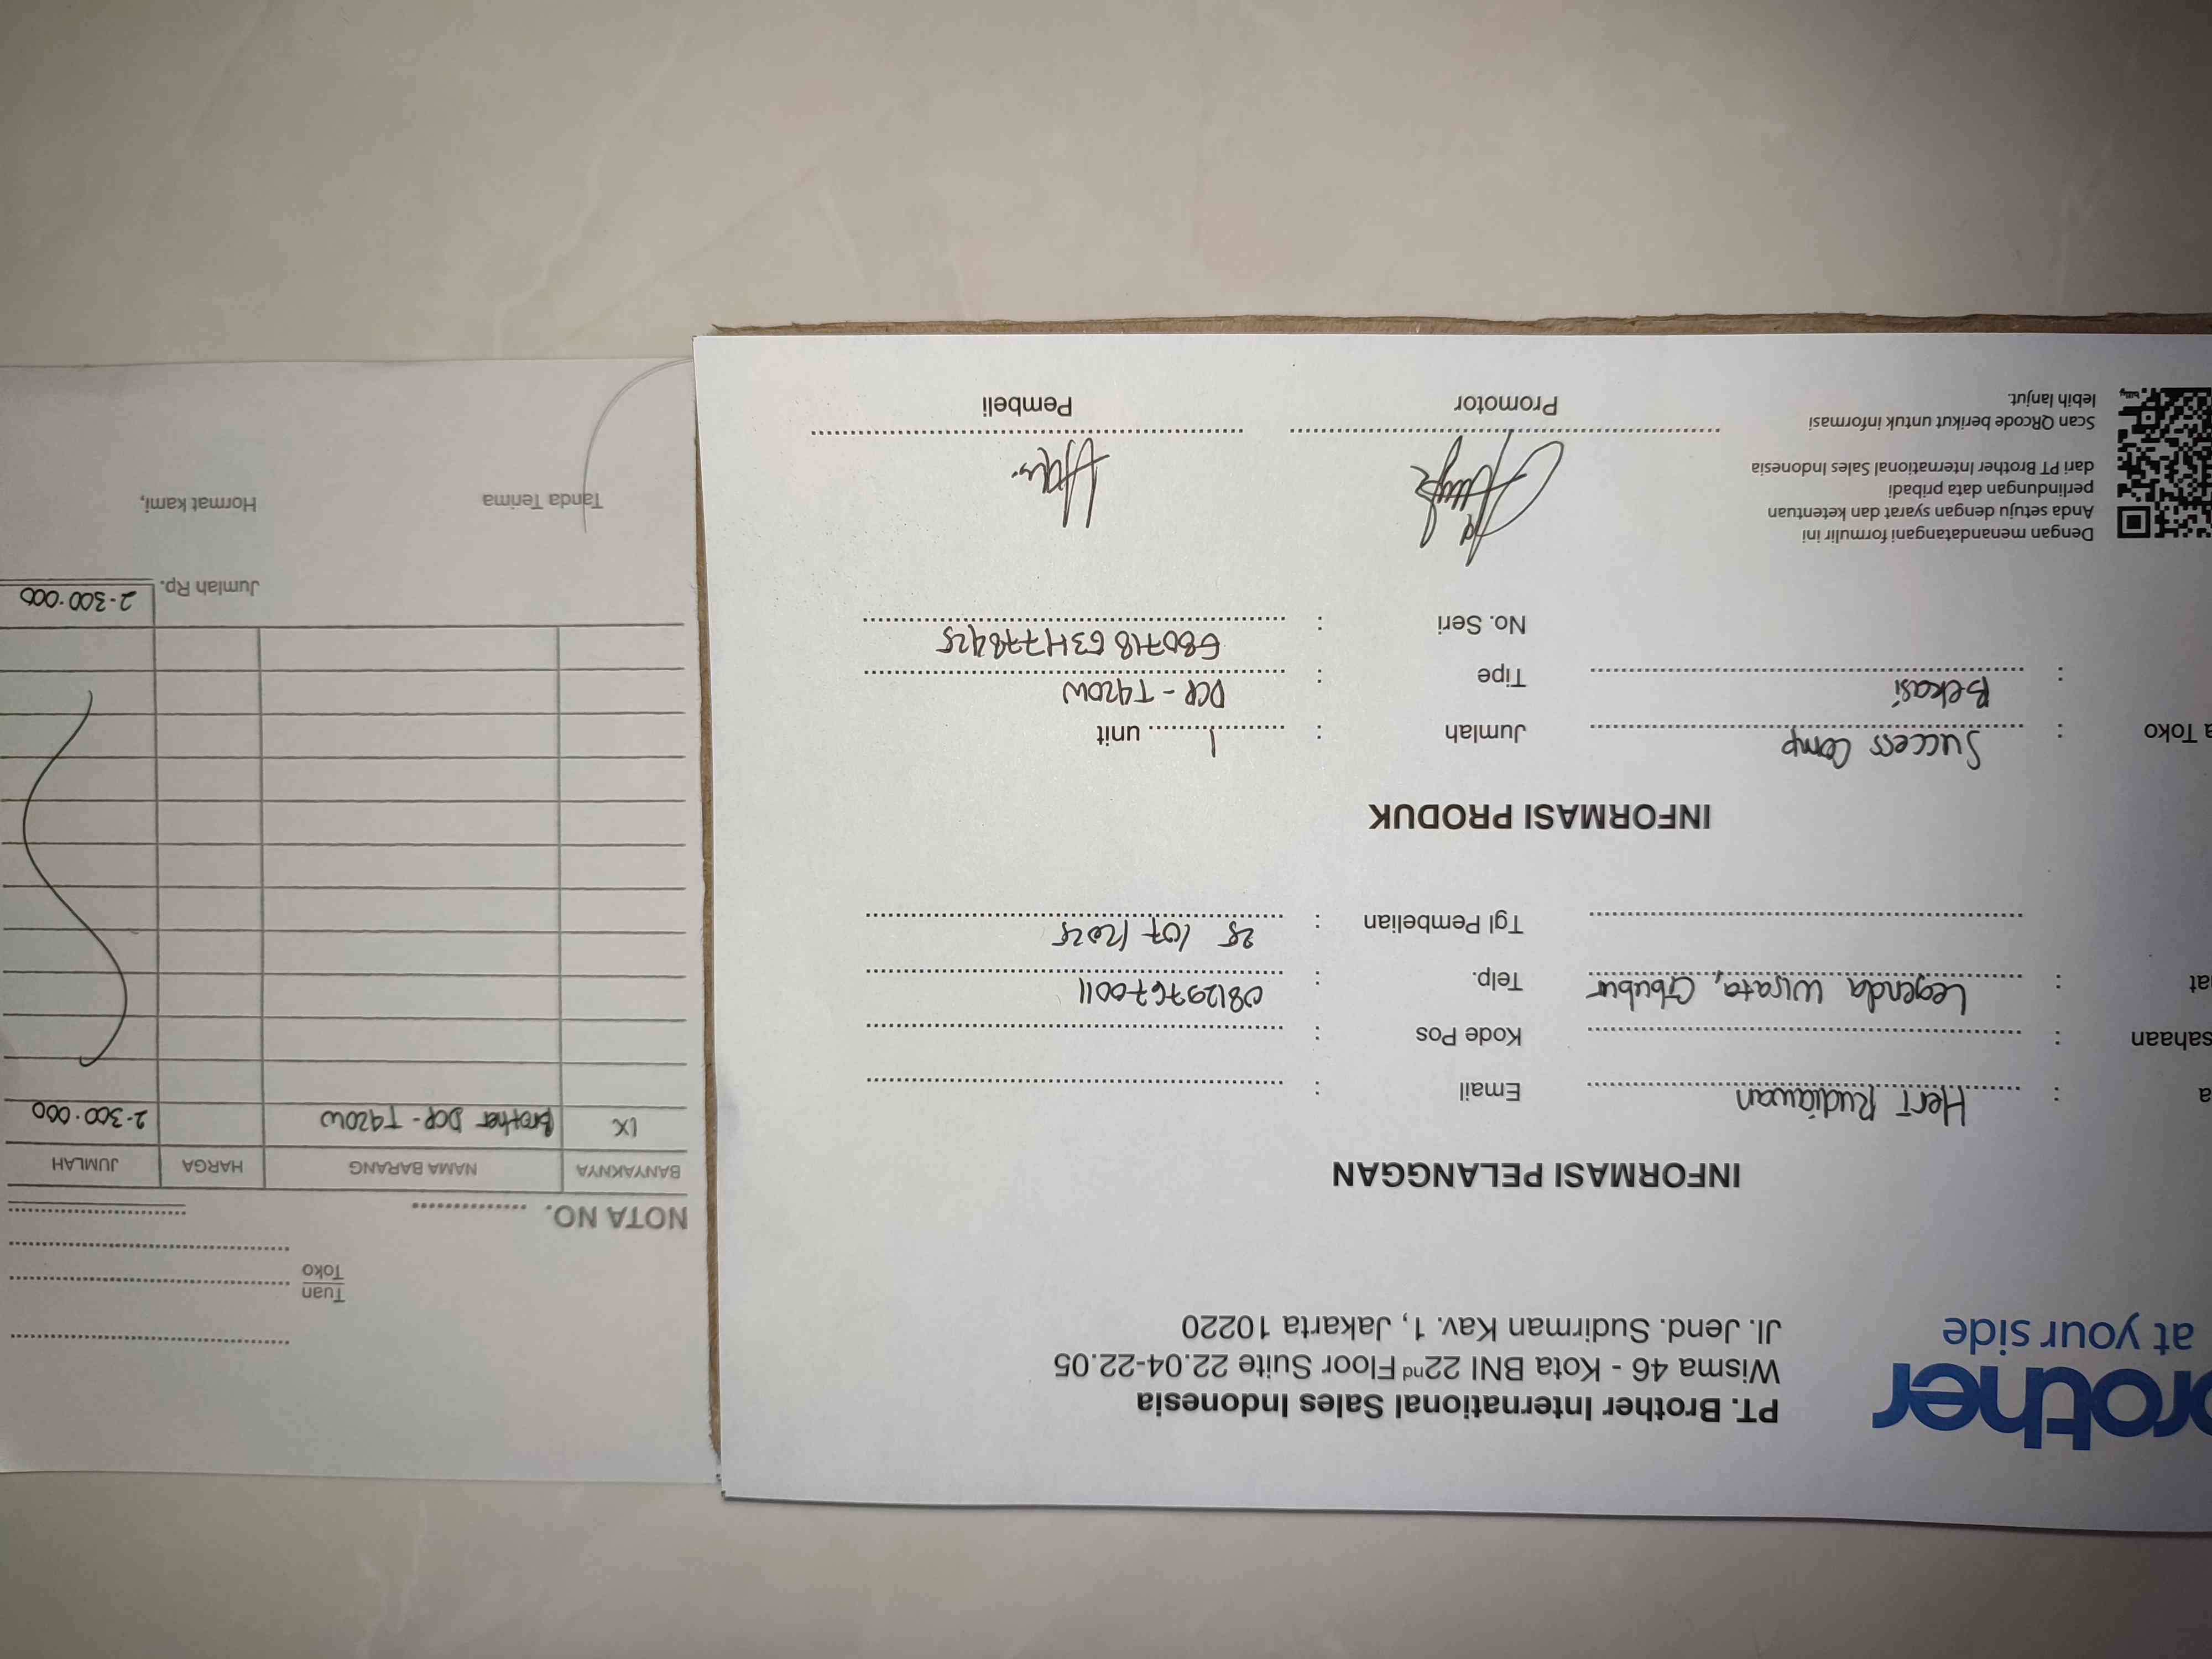 brother
at your side
PT. Brother International Sales Indonesia
Wisma 46 - Kota BNI 22nd Floor Suite 22.04-22.05
Jl. Jend. Sudirman Kav. 1, Jakarta 10220
INFORMASI PELANGGAN
a : Heri Rudiawan
Email :
sahaan :
Kode Pos :
at : Legenda Wisata, Cibubur
Telp. : 081297670011
Tgl Pembelian : 25 / 07 / 2025
INFORMASI PRODUK
a Toko : Success Comp
Jumlah : 1 unit
: Bekasi
Tipe : DCP - T420W
No. Seri :
Dengan menandatangani formulir ini
Anda setuju dengan syarat dan ketentuan
perlindungan data pribadi
dari PT Brother International Sales Indonesia
Scan QRcode berikut untuk informasi
lebih lanjut.
Promotor
Pembeli
Tuan
Toko
NOTA NO.
BANYAKNYA NAMA BARANG HARGA JUMLAH
1x Brother DCP - T420W 2.300.000
Jumlah Rp. 2.300.000
Tanda Terima
Hormat kami,